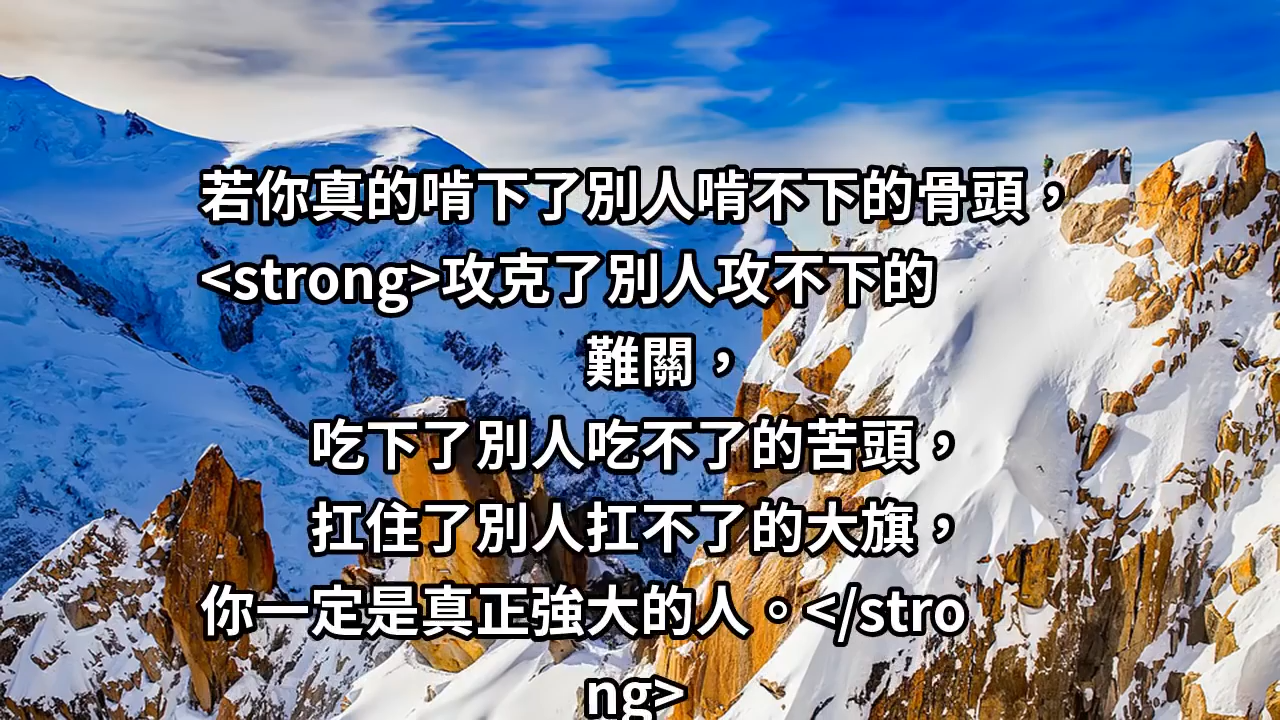 若你真的啃下了別人啃不下的骨頭，
<strong>攻克了別人攻不下的
難關，
吃下了別人吃不了的苦頭，
扛住了別人扛不了的大旗，
你一定是真正強大的人。</stro
ng>